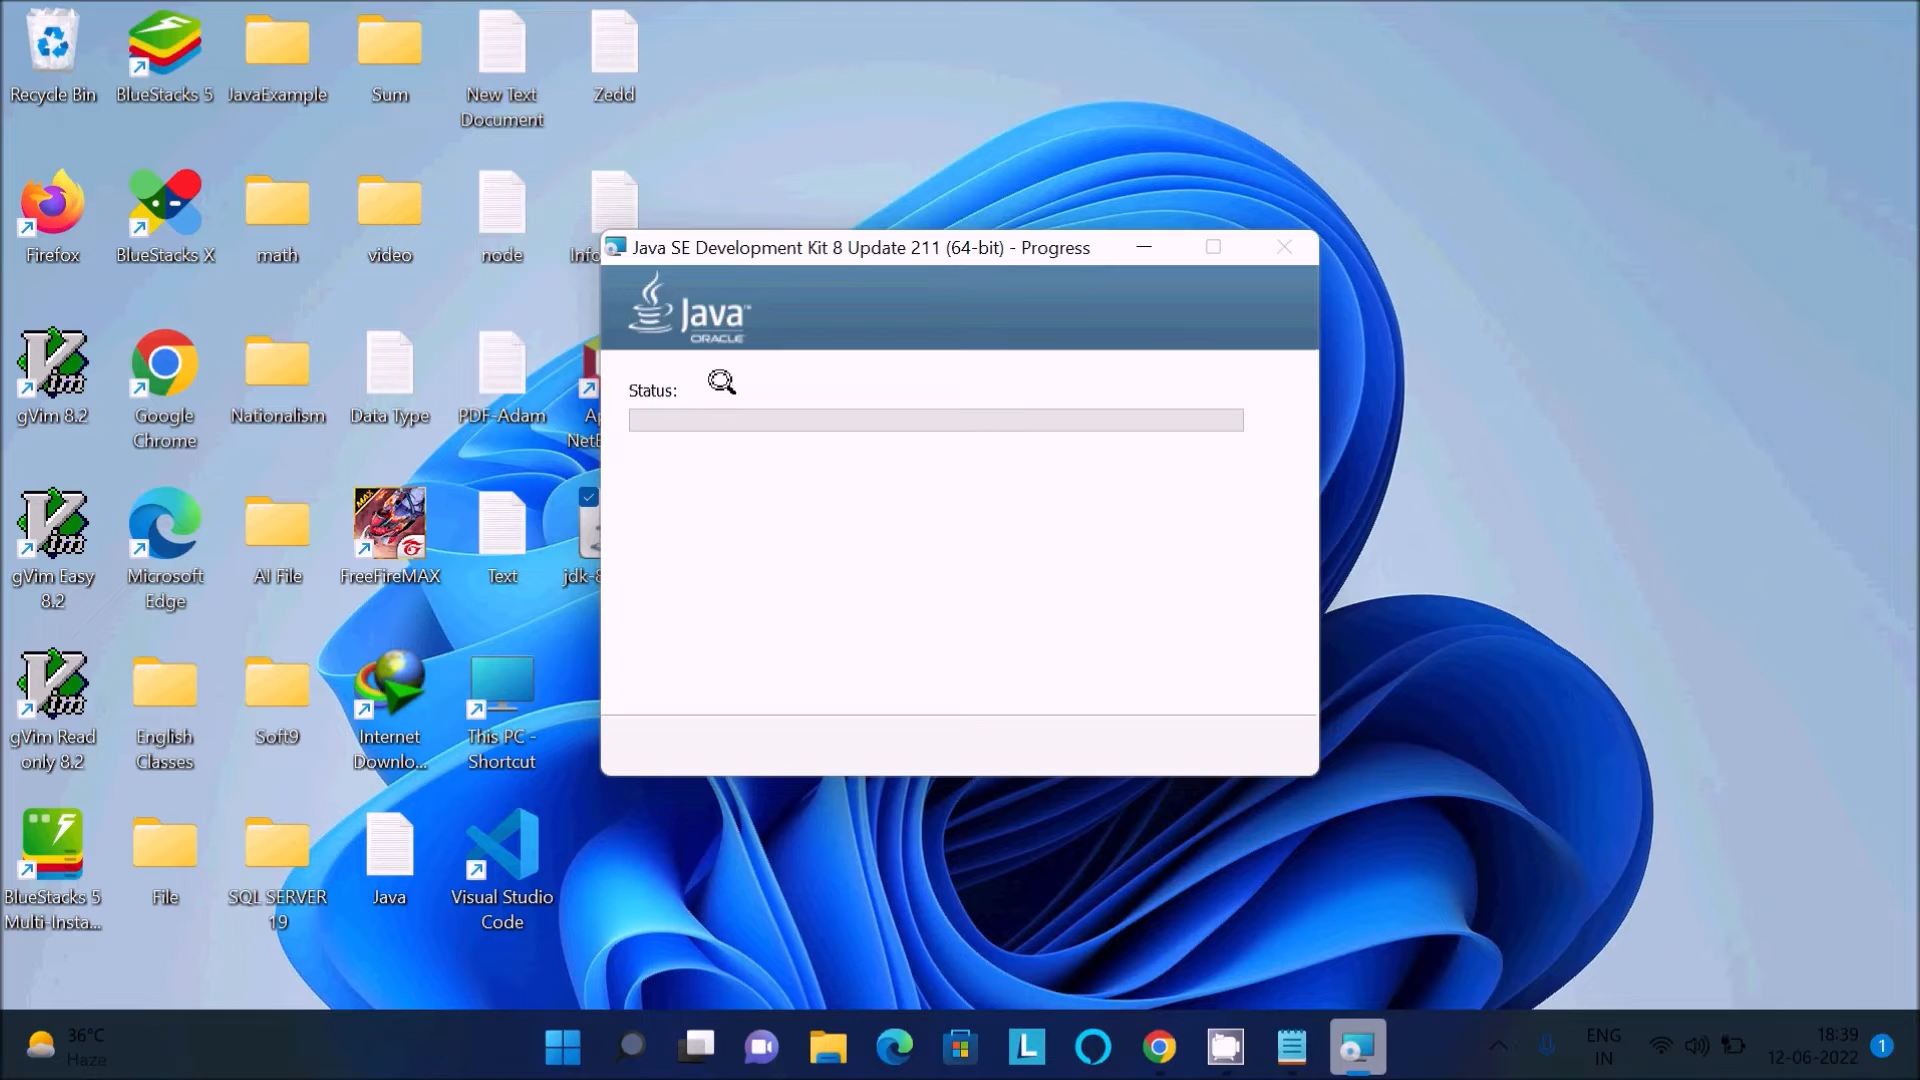 Recycle Bin
BlueStacks 5
JavaExample
Sum
New Text
Document
Zedd
Firefox
BlueStacks X
math
video
node
Java SE Development Kit 8 Update 211 (64-bit) - Progress
Java™
ORACLE
Status:
gVim 8.2
Google
Chrome
Nationalism
Data Type
PDF-Adam
gVim Easy
8.2
Microsoft
Edge
AI File
MAX
FreeFireMAX
Text
jdk-8
gVim Read
only 8.2
English
Classes
Soft9
Internet
Downlo...
This PC -
Shortcut
BlueStacks 5
Multi-Insta...
File
SQL SERVER
19
Java
Visual Studio
Code
36°C
Haze
L
ENG
IN
18:39
12-06-2022
1